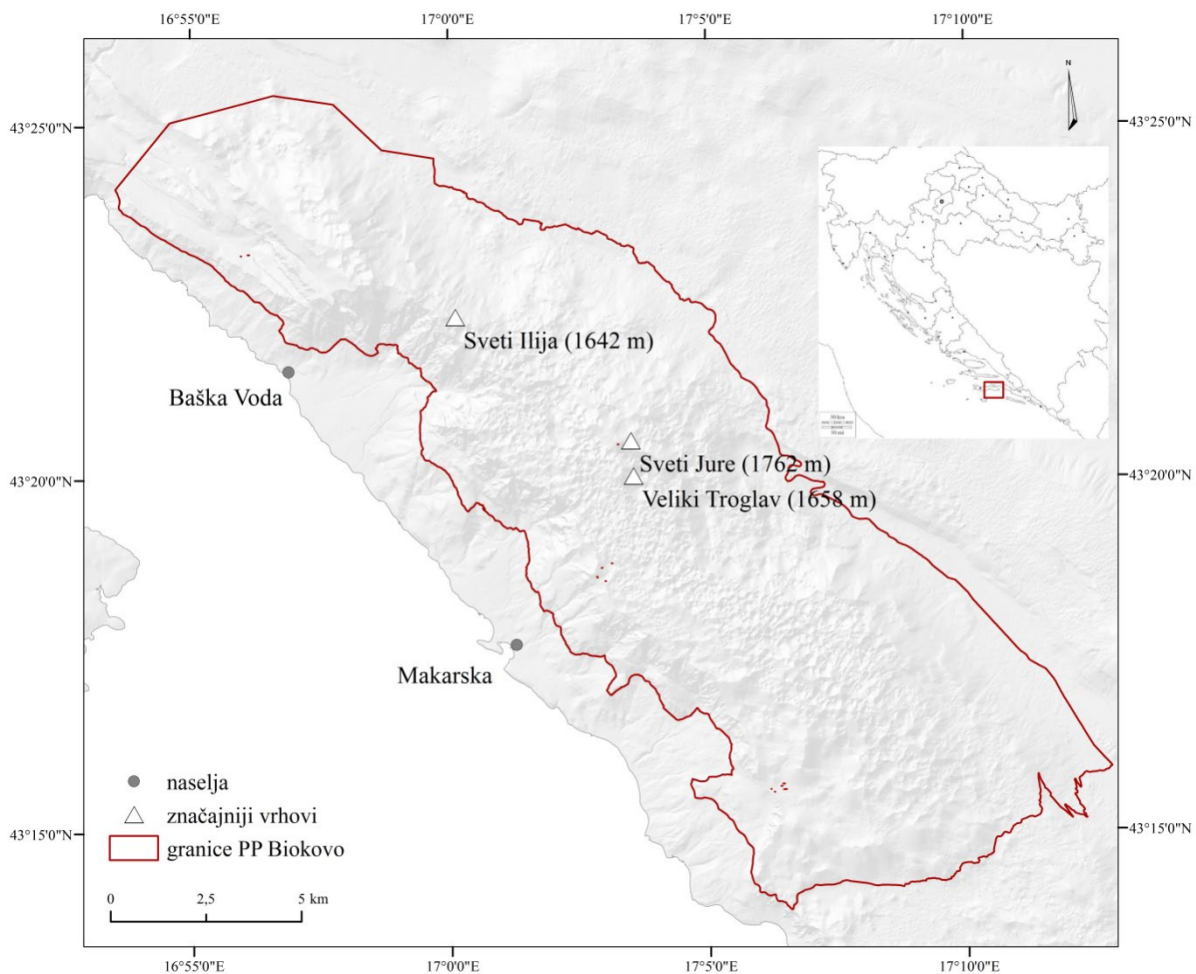 16°55'0"E 17°0'0"E 17°5'0"E 17°10'0"E
N
43°25'0"N 43°25'0"N
Sveti Ilija (1642 m)
Baška Voda
Sveti Jure (1762 m)
43°20'0"N 43°20'0"N
Veliki Troglav (1658 m)
Makarska
naselja
značajniji vrhovi
43°15'0"N 43°15'0"N
granice PP Biokovo
0 2,5 5 km
16°55'0"E 17°0'0"E 17°5'0"E 17°10'0"E